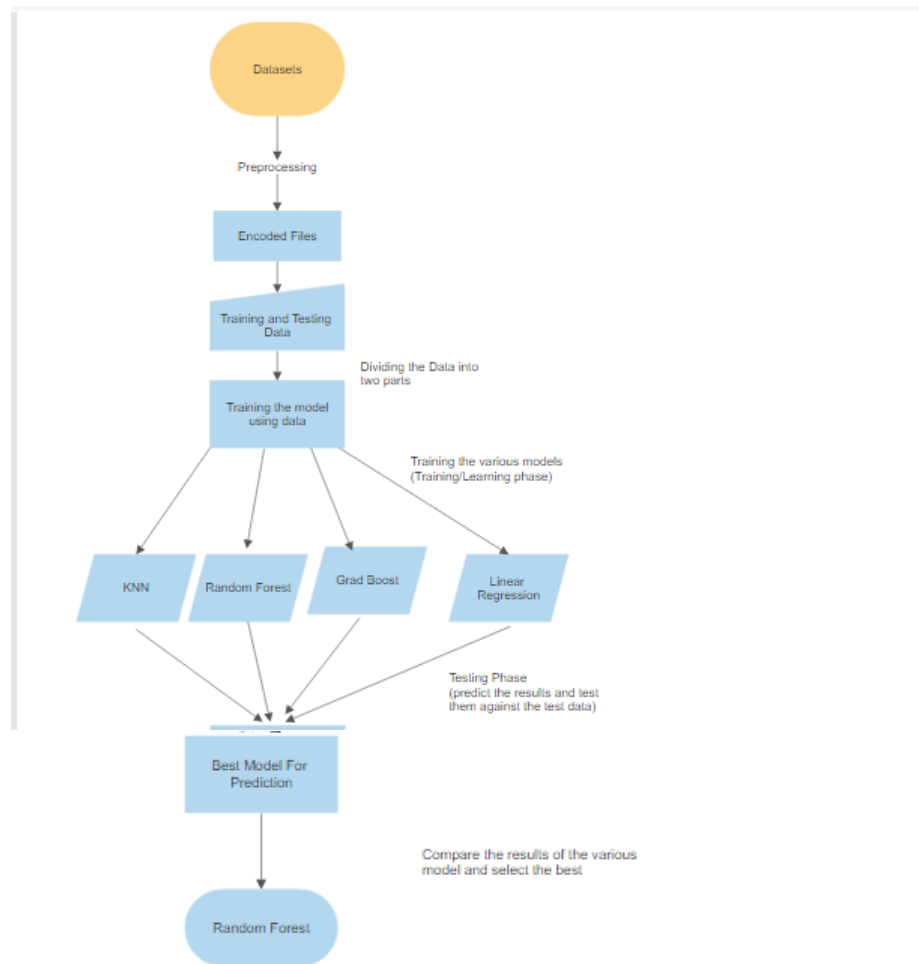 Datasets
Preprocessing
Encoded Files
Training and Testing
Data
Dividing the Data into
two parts
Training the model
using data
Training the various models
(Training/Learning phase)
KNN
Random Forest
Grad Boost
Linear
Regression
Testing Phase
(predict the results and test
them against the test data)
Best Model For
Prediction
Compare the results of the various
model and select the best
Random Forest